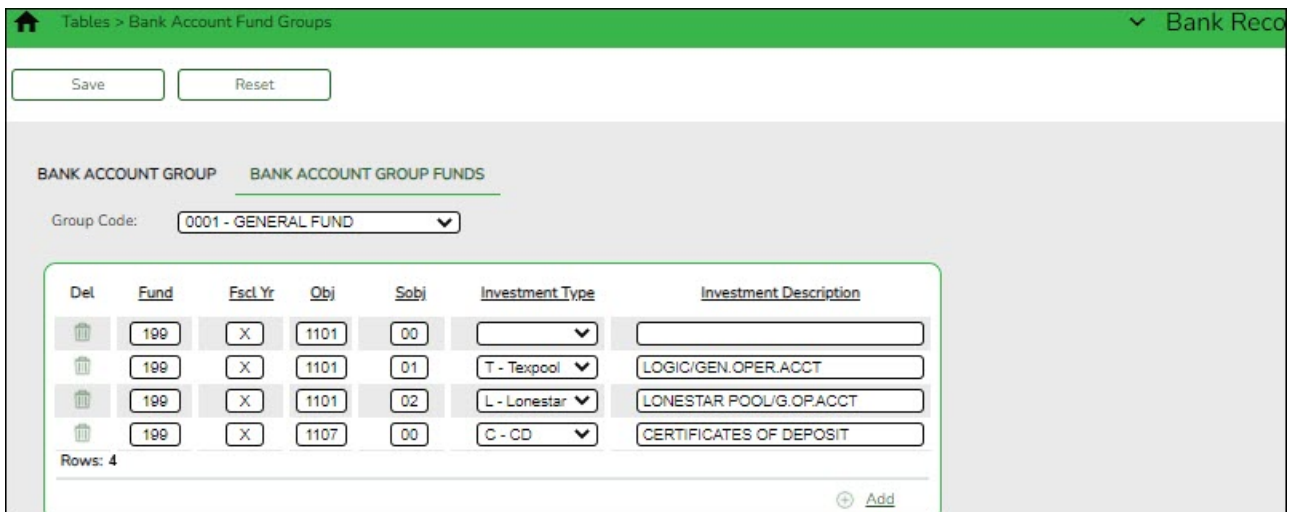 Tables > Bank Account Fund Groups Bank Reco
Save Reset
BANK ACCOUNT GROUP BANK ACCOUNT GROUP FUNDS
Group Code: 0001 - GENERAL FUND
Del Fund Fscl Yr Obj Sobj Investment Type Investment Description
199 X 1101 00
199 X 1101 01 T - Texpool LOGIC/GEN.OPER.ACCT
199 X 1101 02 L - Lonestar LONESTAR POOL/G.OP.ACCT
199 X 1107 00 C - CD CERTIFICATES OF DEPOSIT
Rows: 4
Add